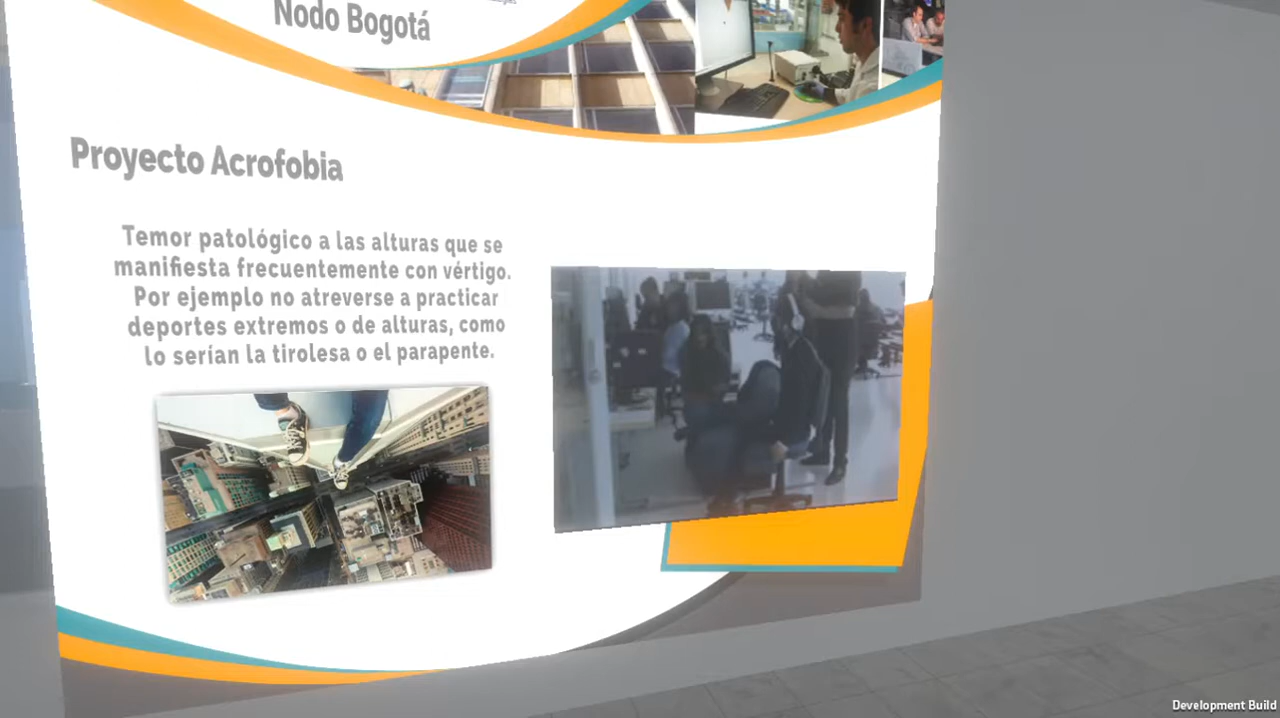 Nodo Bogotá
Proyecto Acrofobia
Temor patológico a las alturas que se
manifiesta frecuentemente con vértigo.
Por ejemplo no atreverse a practicar
deportes extremos o de alturas, como
lo serían la tirolesa o el parapente.
Development Build